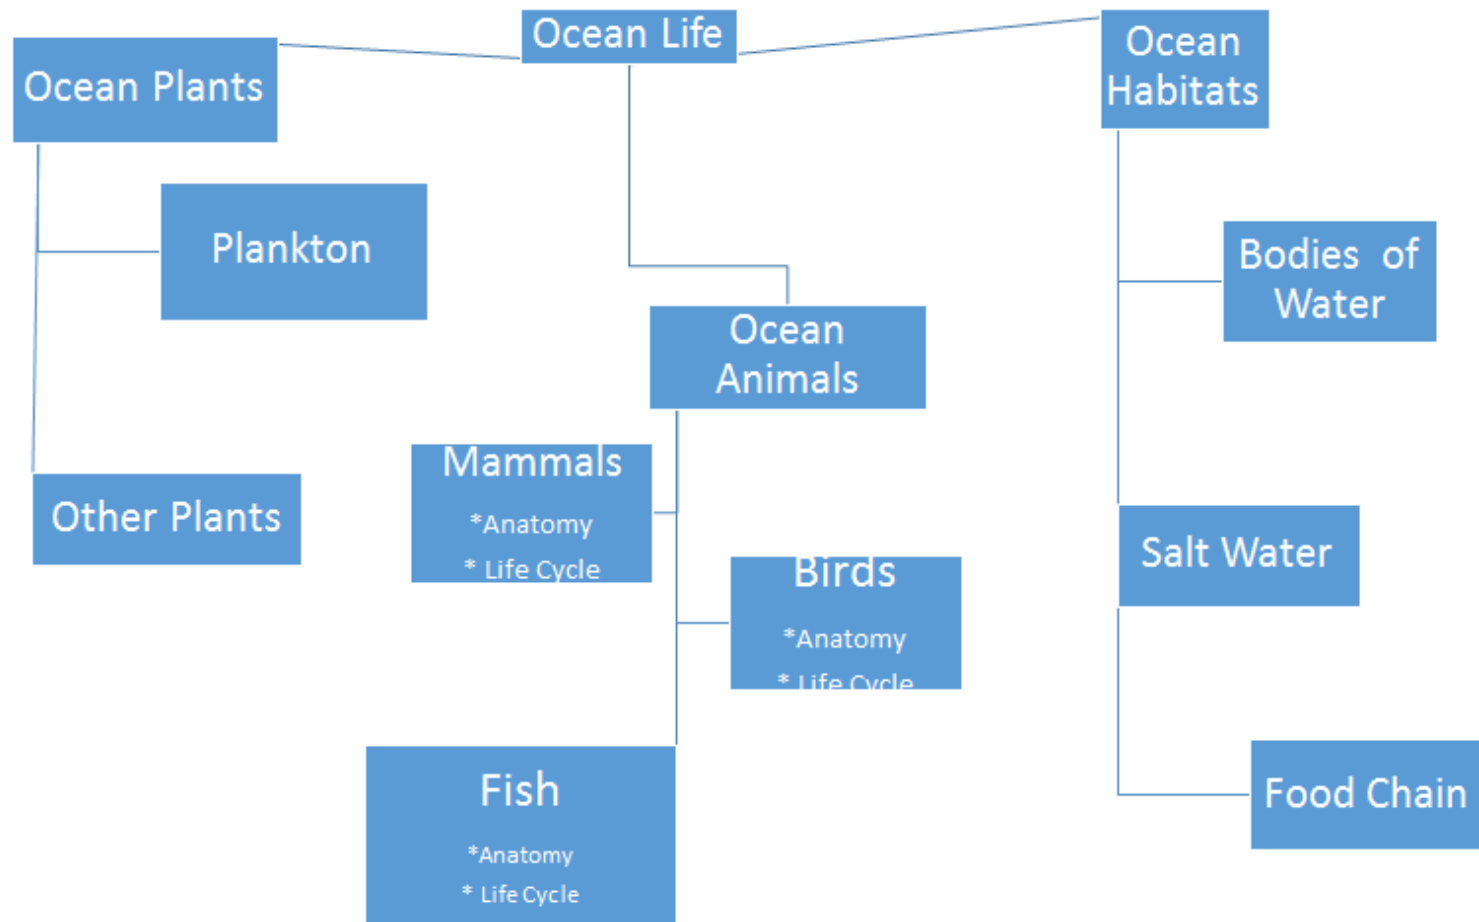 Ocean Life
Ocean Plants
Ocean
Habitats
Plankton
Bodies of
Water
Ocean
Animals
Mammals
*Anatomy
* Life Cycle
Other Plants
Salt Water
Birds
*Anatomy
* Life Cycle
Fish
*Anatomy
* Life Cycle
Food Chain